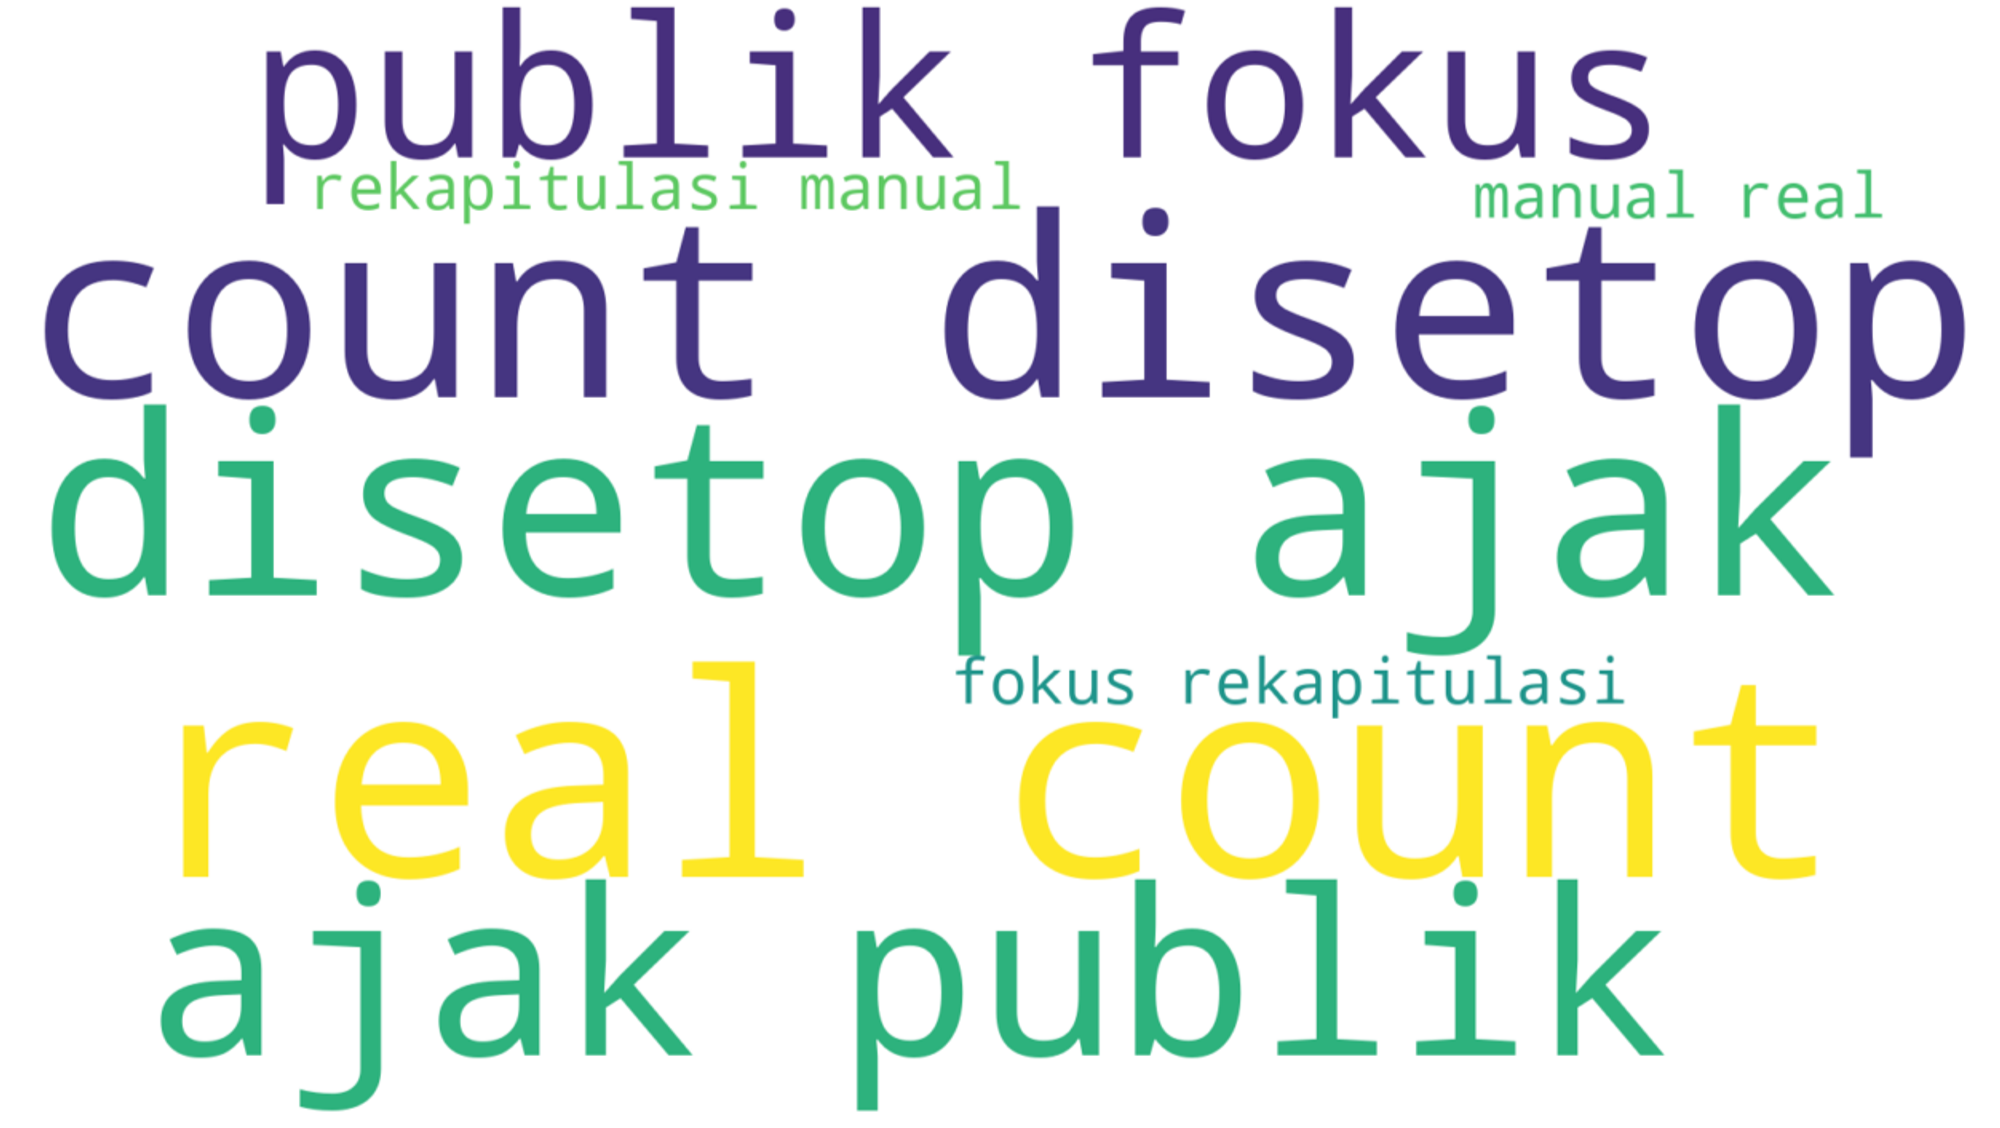 publik fokus
rekapitulasi manual
manual real
count disetop
disetop ajak
fokus rekapitulasi
real count
ajak publik